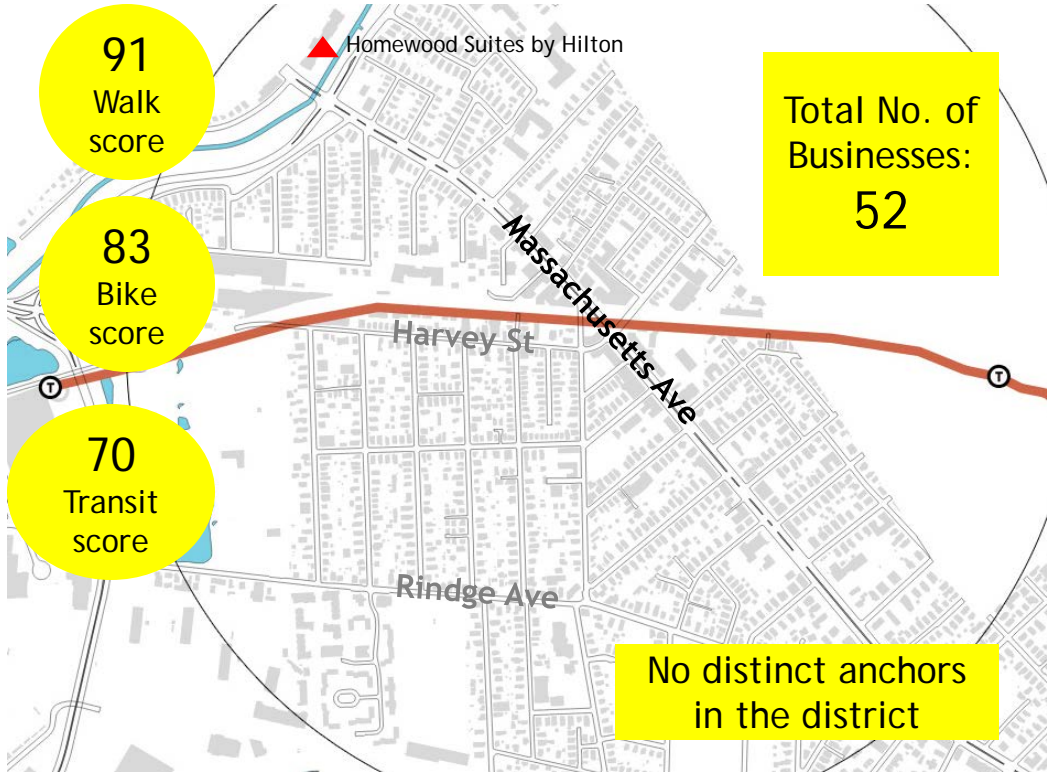 91
Walk
score
Homewood Suites by Hilton
Total No. of
Businesses:
52
83
Bike
score
Massachusetts Ave
Harvey St
T
T
70
Transit
score
Rindge Ave
No distinct anchors
in the district